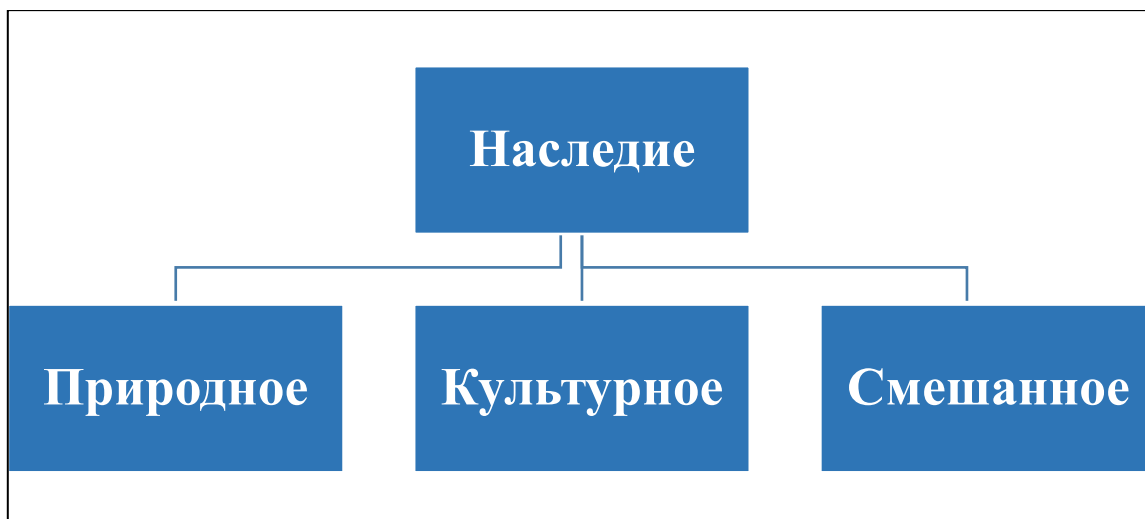 Наследие
Природное
Культурное
Смешанное